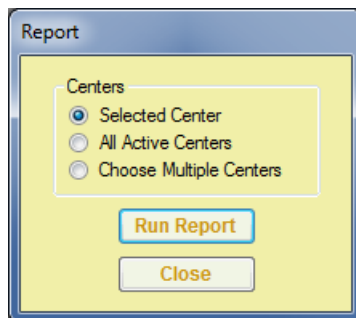 Report
Centers
Selected Center
All Active Centers
Choose Multiple Centers
Run Report
Close